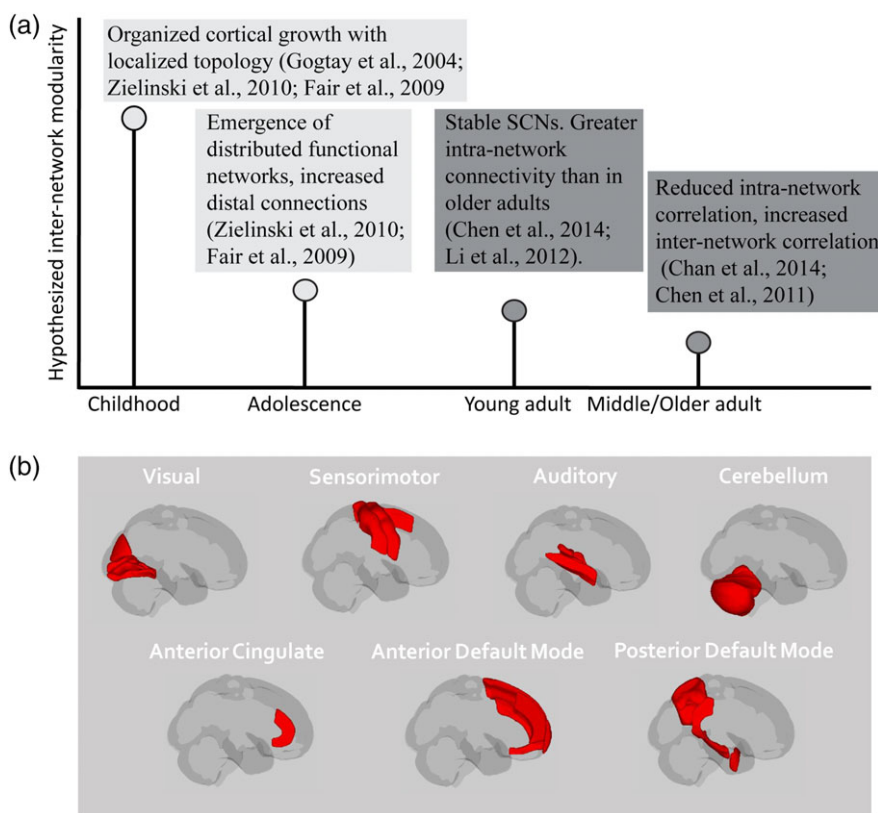 (a)
Hypothesized inter-network modularity
Organized cortical growth with
localized topology (Gogtay et al., 2004;
Zielinski et al., 2010; Fair et al., 2009
Emergence of
distributed functional
networks, increased
distal connections
(Zielinski et al., 2010;
Fair et al., 2009)
Stable SCNs. Greater
intra-network
connectivity than in
older adults
(Chen et al., 2014;
Li et al., 2012).
Reduced intra-network
correlation, increased
inter-network correlation
(Chan et al., 2014;
Chen et al., 2011)
Childhood
Adolescence
Young adult
Middle/Older adult
(b)
Visual
Sensorimotor
Auditory
Cerebellum
Anterior Cingulate
Anterior Default Mode
Posterior Default Mode